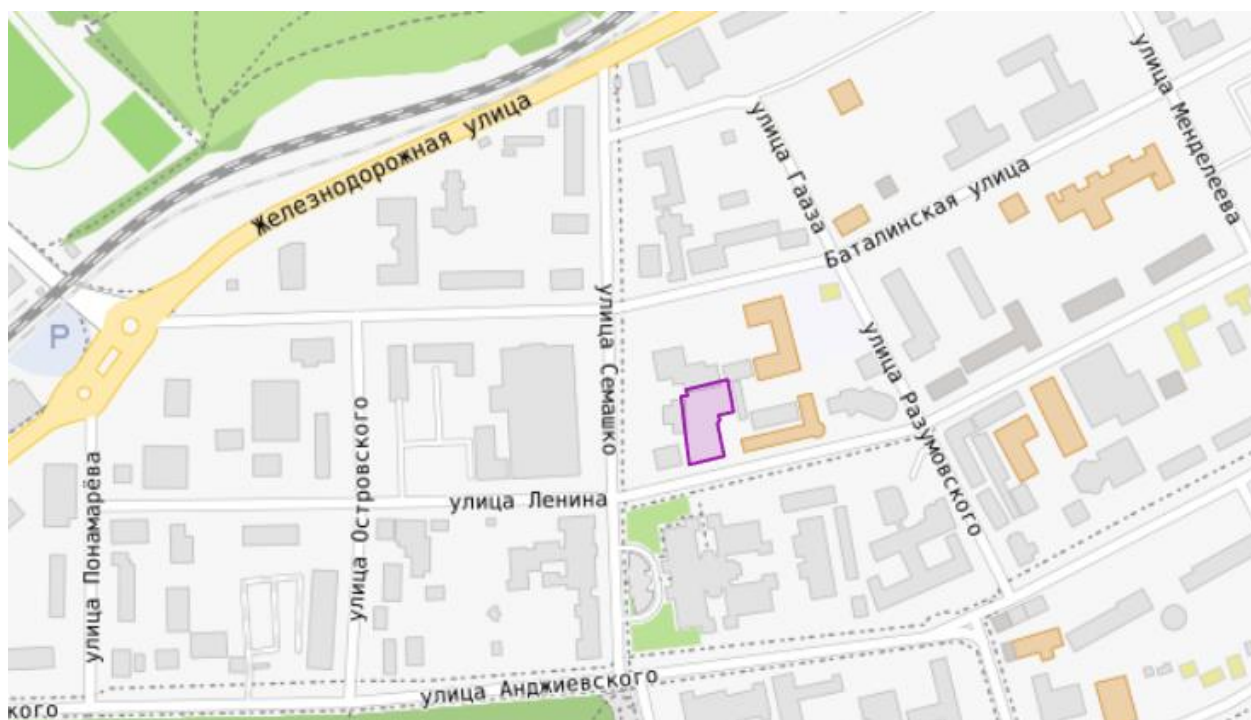 улица Менделеева
Железнодорожная улица
улица Гааза
Баталинская улица
P
улица Семашко
улица Разумовского
улица Островского
улица Понамарёва
улица Ленина
улица Анджиевского
кого